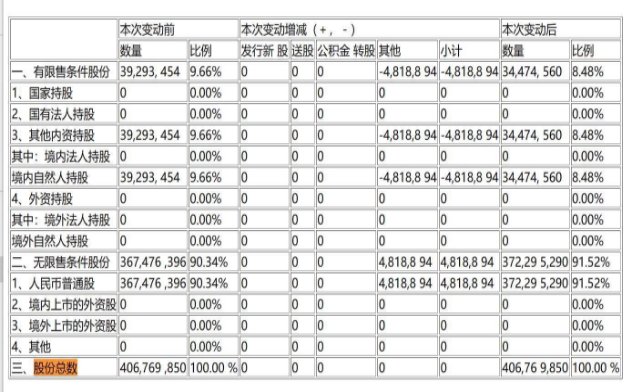 本次变动前 本次变动增减（+，-） 本次变动后
数量 比例 发行新 股 送股 公积金 转股 其他 小计 数量 比例
一、有限售条件股份 39,293, 454 9.66% 0 0 0 -4,818,8 94 -4,818,8 94 34,474, 560 8.48%
1、国家持股 0 0.00% 0 0 0 0 0 0 0.00%
2、国有法人持股 0 0.00% 0 0 0 0 0 0 0.00%
3、其他内资持股 39,293, 454 9.66% 0 0 0 -4,818,8 94 -4,818,8 94 34,474, 560 8.48%
其中：境内法人持股 0 0.00% 0 0 0 0 0 0 0.00%
境内自然人持股 39,293, 454 9.66% 0 0 0 -4,818,8 94 -4,818,8 94 34,474, 560 8.48%
4、外资持股 0 0.00% 0 0 0 0 0 0 0.00%
其中：境外法人持股 0 0.00% 0 0 0 0 0 0 0.00%
境外自然人持股 0 0.00% 0 0 0 0 0 0 0.00%
二、无限售条件股份 367,476 ,396 90.34% 0 0 0 4,818,8 94 4,818,8 94 372,29 5,290 91.52%
1、人民币普通股 367,476 ,396 90.34% 0 0 0 4,818,8 94 4,818,8 94 372,29 5,290 91.52%
2、境内上市的外资股 0 0.00% 0 0 0 0 0 0 0.00%
3、境外上市的外资股 0 0.00% 0 0 0 0 0 0 0.00%
4、其他 0 0.00% 0 0 0 0 0 0 0.00%
三、股份总数 406,769 ,850 100.00 % 0 0 0 0 0 406,76 9,850 100.00 %